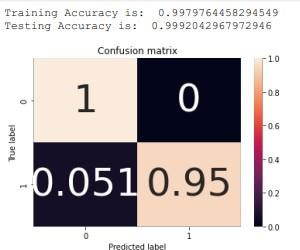 Training Accuracy is:  0.9979764458294549
Testing Accuracy is:  0.9992042967972946
Confusion matrix
1.0
0.8
0.6
0.4
0.2
0.0
True label
0
1
1 0
0.051 0.95
0 1
Predicted label